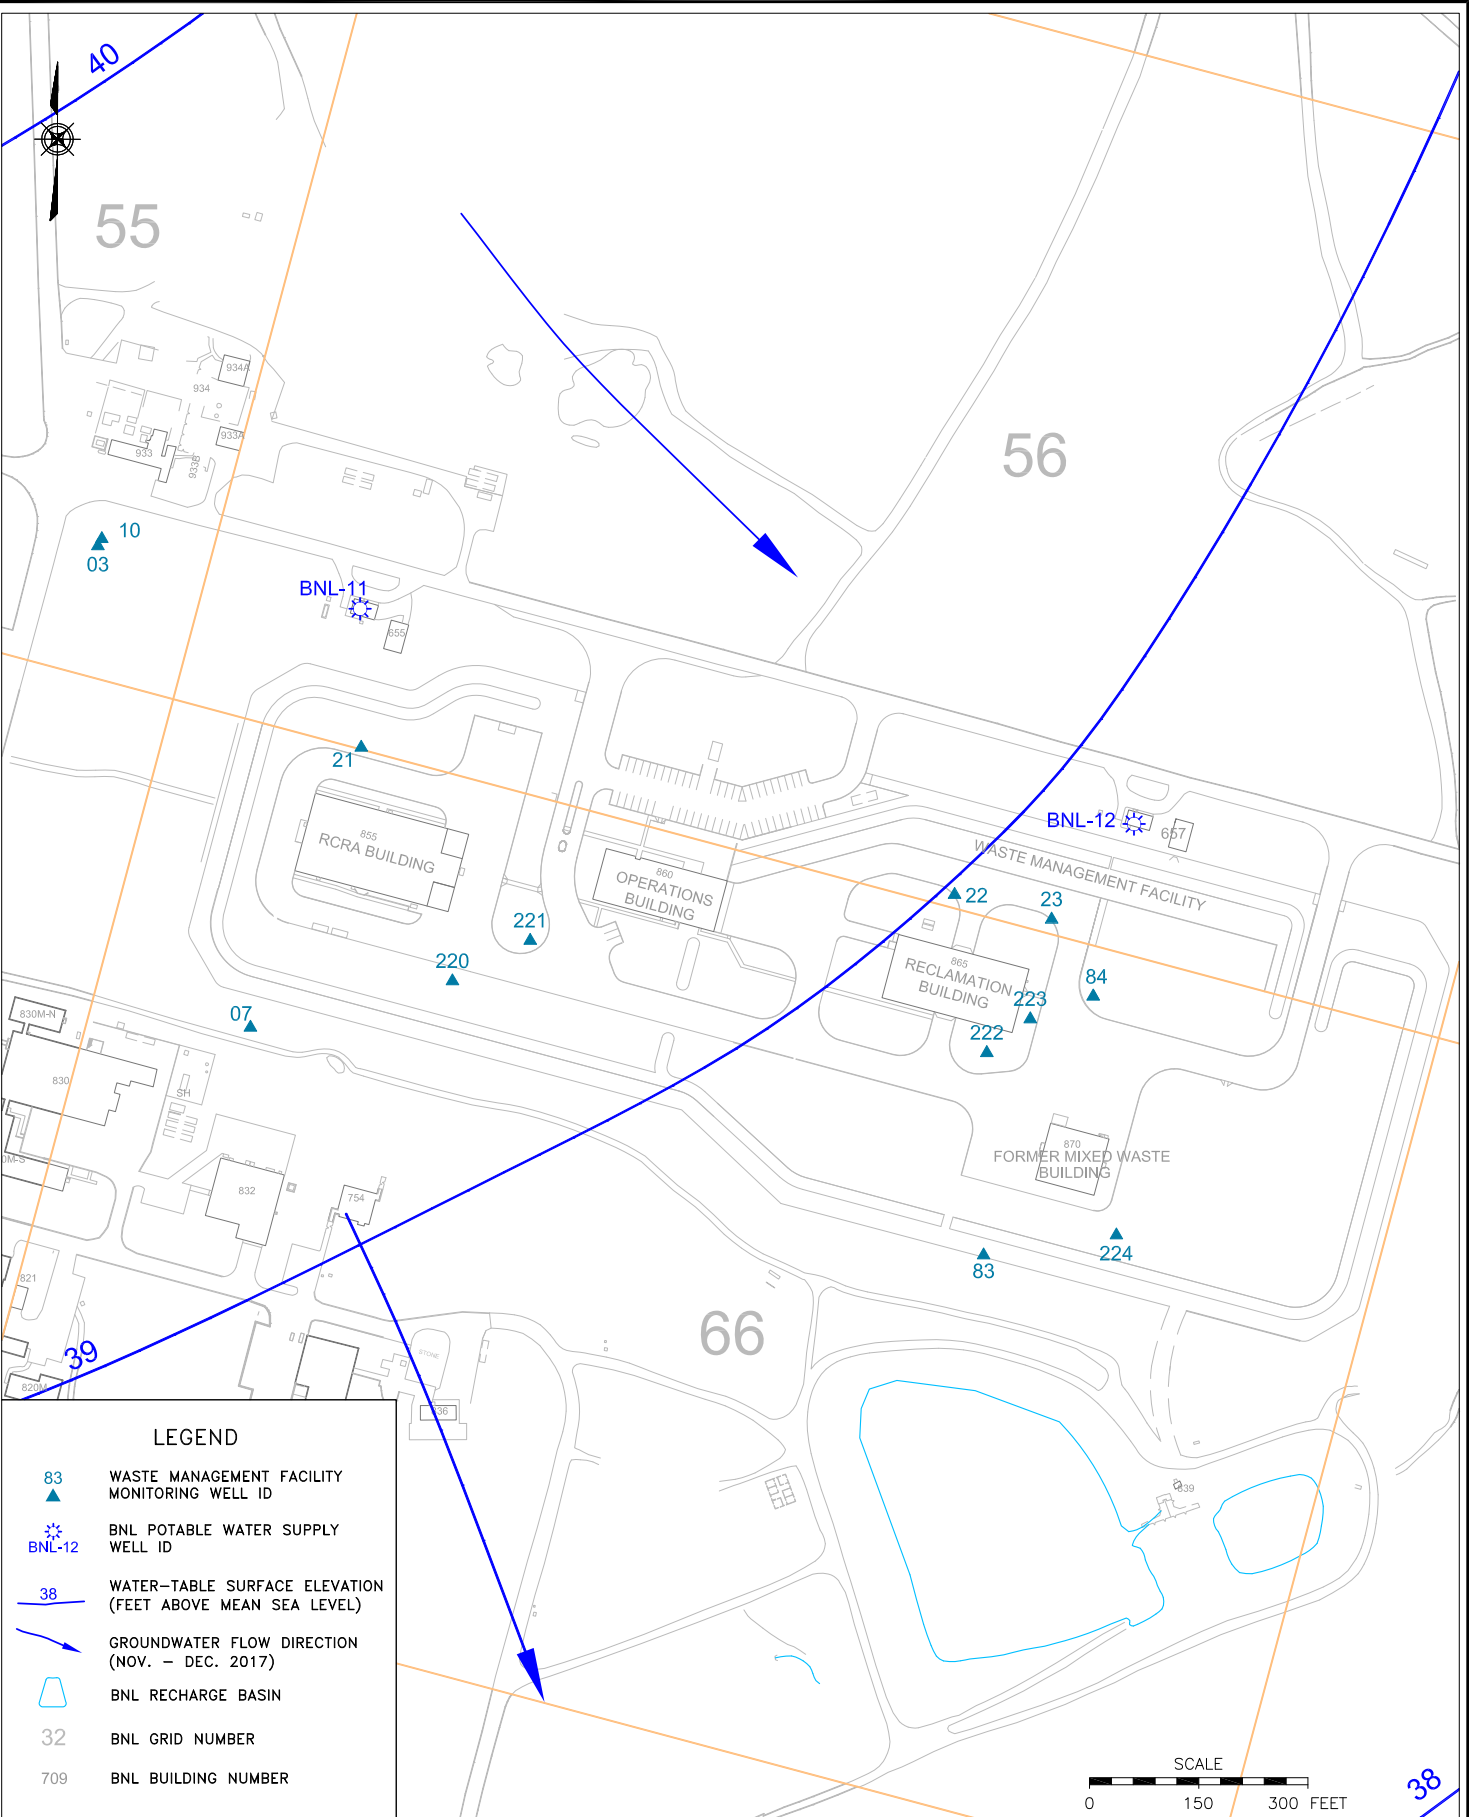 40
55
934A
934
933A
933
933B
56
10
03
BNL-11
655
21
855
RCRA BUILDING
860
OPERATIONS
BUILDING
BNL-12
657
WASTE MANAGEMENT FACILITY
22
23
221
220
865
RECLAMATION
BUILDING
84
223
222
07
830M-N
830
SH
870
FORMER MIXED WASTE
BUILDING
832
754
224
83
821
66
39
STONE
820M
836
839
LEGEND
83
WASTE MANAGEMENT FACILITY
MONITORING WELL ID
BNL-12
BNL POTABLE WATER SUPPLY
WELL ID
38
WATER-TABLE SURFACE ELEVATION
(FEET ABOVE MEAN SEA LEVEL)
GROUNDWATER FLOW DIRECTION
(NOV. - DEC. 2017)
BNL RECHARGE BASIN
32
BNL GRID NUMBER
709
BNL BUILDING NUMBER
SCALE
0 150 300 FEET
38